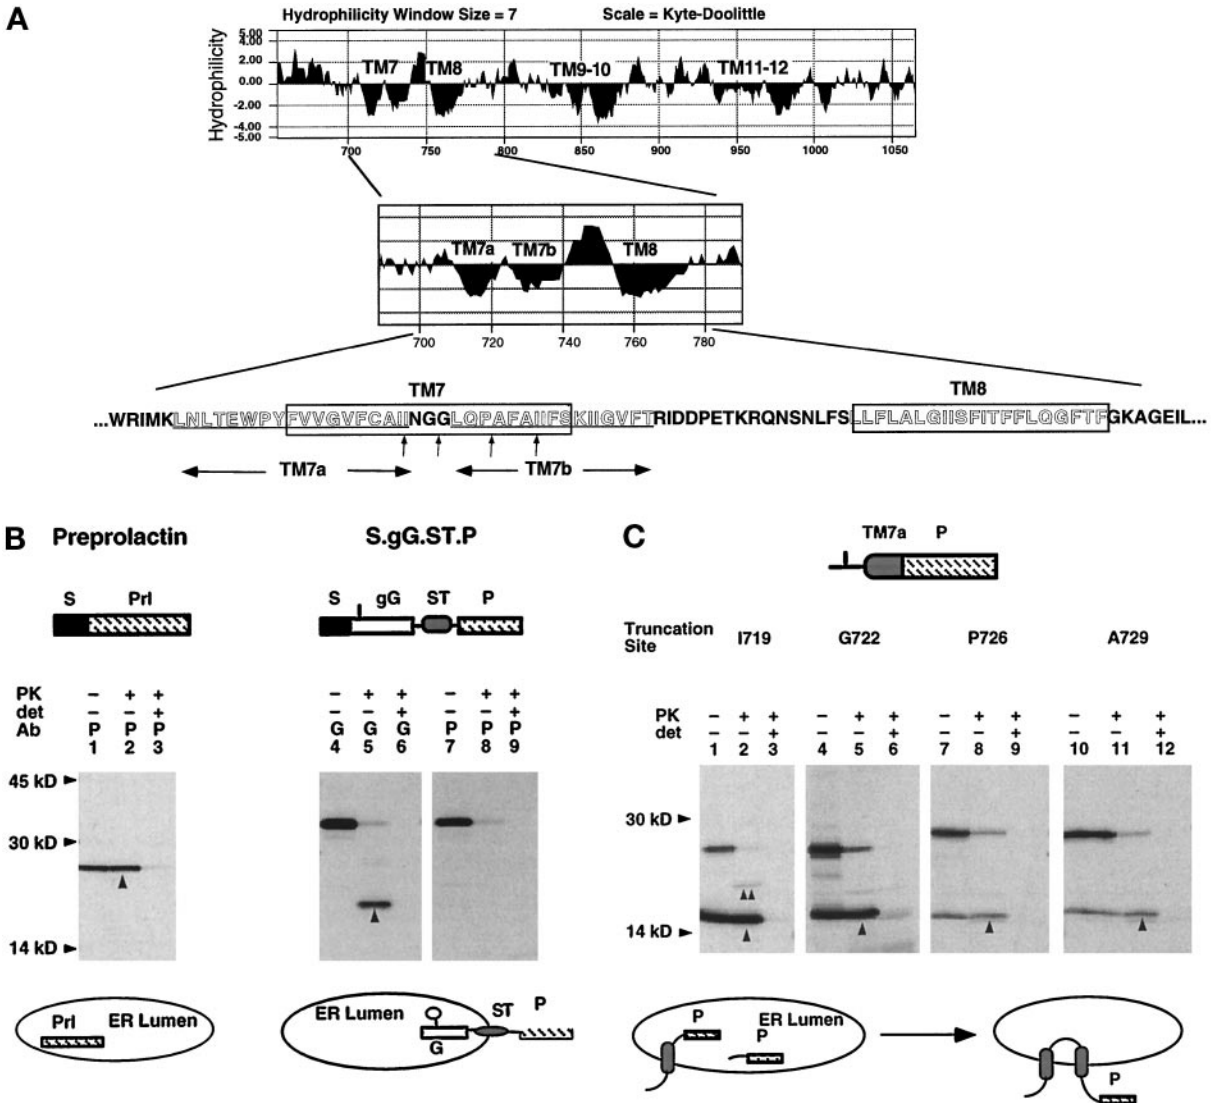 A
Hydrophilicity Window Size = 7 Scale = Kyte-Doolittle
Hydrophilicity
5.00
4.00
2.00
0.00
-2.00
-4.00
-5.00
TM7 TM8 TM9-10 TM11-12
700 750 800 850 900 950 1000 1050
TM7a TM7b TM8
700 720 740 760 780
TM7 TM8
...WRIMKLNLTEWPYFVVGVFCAIINGGLQPAFAIIFSKIIGVFTRIDDPETKRQNSNLFSLLFLALGIISFITFFLQGFTFGKAGEIL...
TM7a TM7b
B Preprolactin S.gG.ST.P
S Prl S gG ST P
PK – + + – + + – + +
det – – + – – + – – +
Ab P P P G G G P P P
1 2 3 4 5 6 7 8 9
45 kD
30 kD
14 kD
Prl ER Lumen
ER Lumen G ST P
C
TM7a P
Truncation
Site I719 G722 P726 A729
PK – + + – + + – + + – + +
det – – + – – + – – + – – +
1 2 3 4 5 6 7 8 9 10 11 12
30 kD
14 kD
P ER Lumen
P
P